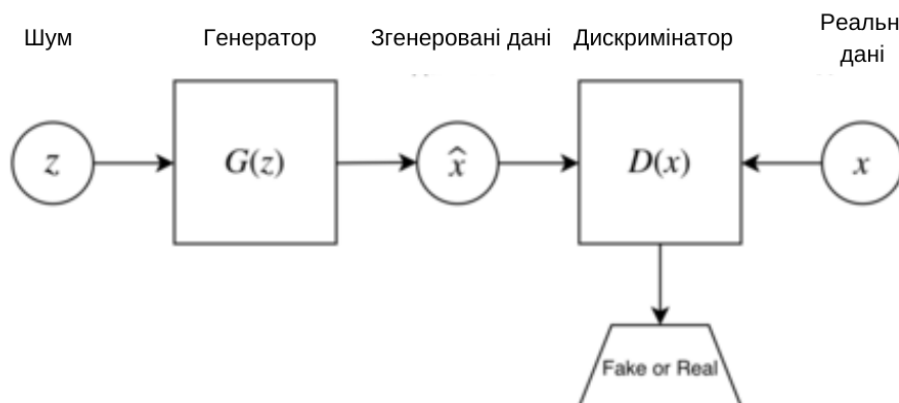 Шум
Генератор
Згенеровані дані
Дискримінатор
Реальн
дані
z
G(z)
x̂
D(x)
x
Fake or Real